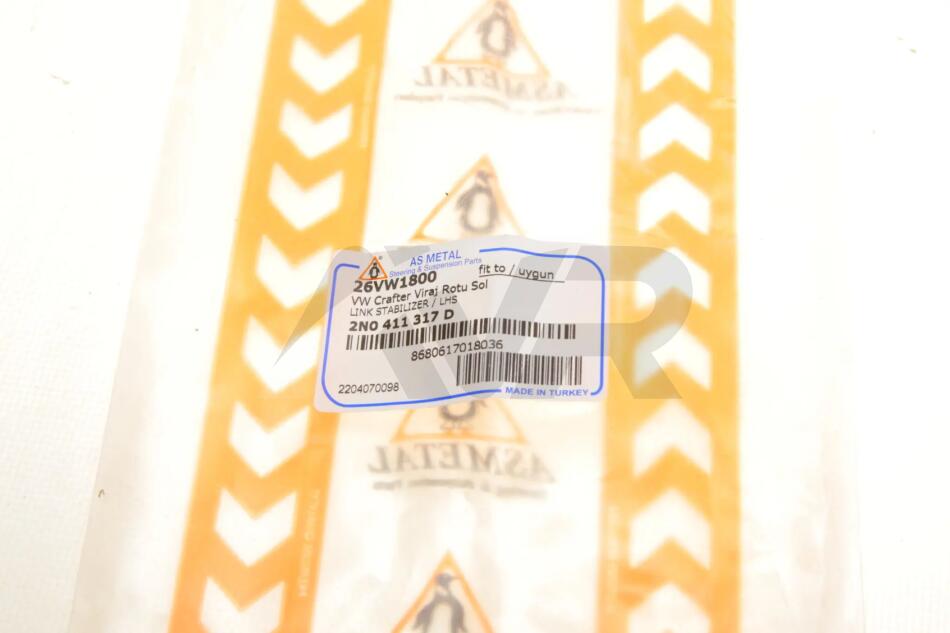 ASMETAL
AS METAL
Steering & Suspension Parts
fit to / uygun
26VW1800
VW Crafter Viraj Rotu Sol
LINK STABILIZER / LHS
2N0 411 317 D
8680617018036
2204070098
MADE IN TURKEY
AVR
ASMETAL